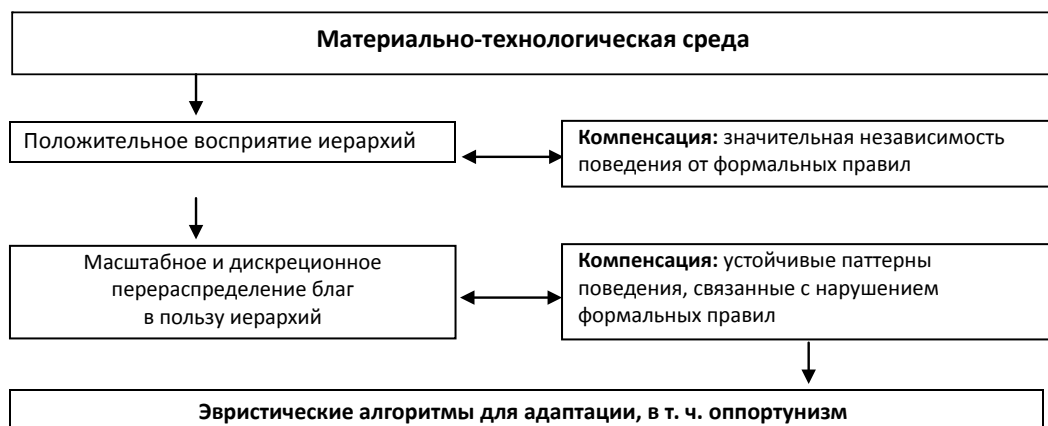 Материально-технологическая среда
Положительное восприятие иерархий
Компенсация: значительная независимость
поведения от формальных правил
Масштабное и дискреционное
перераспределение благ
в пользу иерархий
Компенсация: устойчивые паттерны
поведения, связанные с нарушением
формальных правил
Эвристические алгоритмы для адаптации, в т. ч. оппортунизм